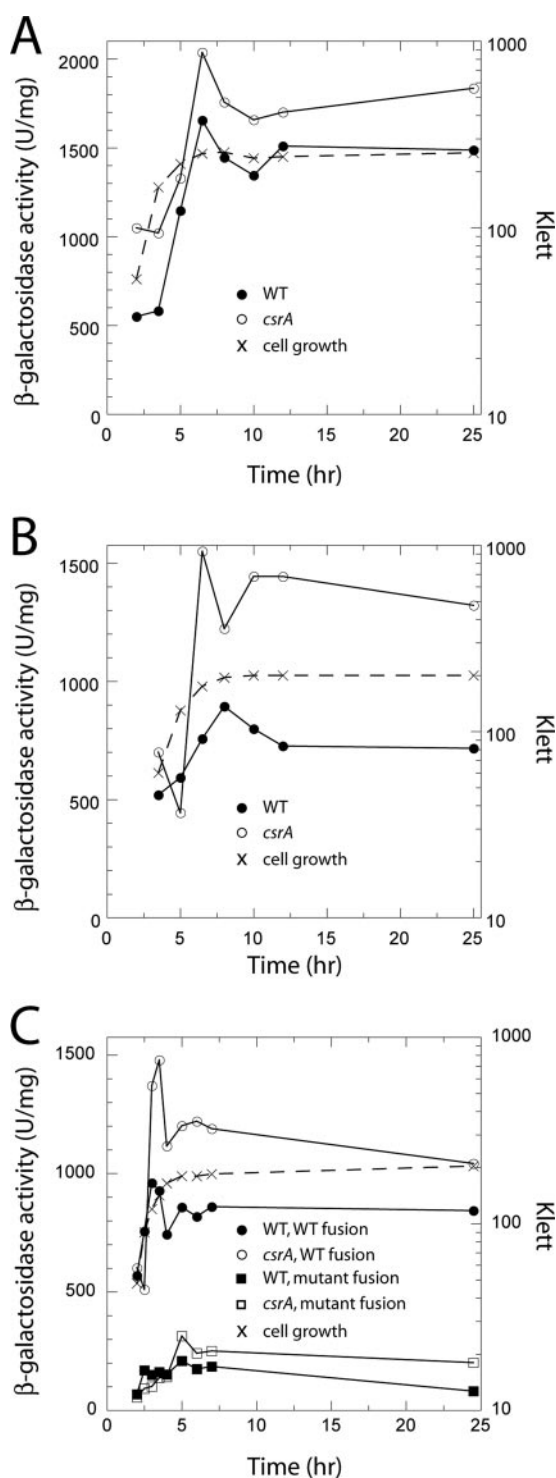 A
β-galactosidase activity (U/mg)
2000
1500
1000
500
0
1000
100
10
Klett
WT
csrA
cell growth
0 5 10 15 20 25
Time (hr)
B
β-galactosidase activity (U/mg)
1500
1000
500
0
1000
100
10
Klett
WT
csrA
cell growth
0 5 10 15 20 25
Time (hr)
C
β-galactosidase activity (U/mg)
1500
1000
500
0
1000
100
10
Klett
WT, WT fusion
csrA, WT fusion
WT, mutant fusion
csrA, mutant fusion
cell growth
0 5 10 15 20 25
Time (hr)